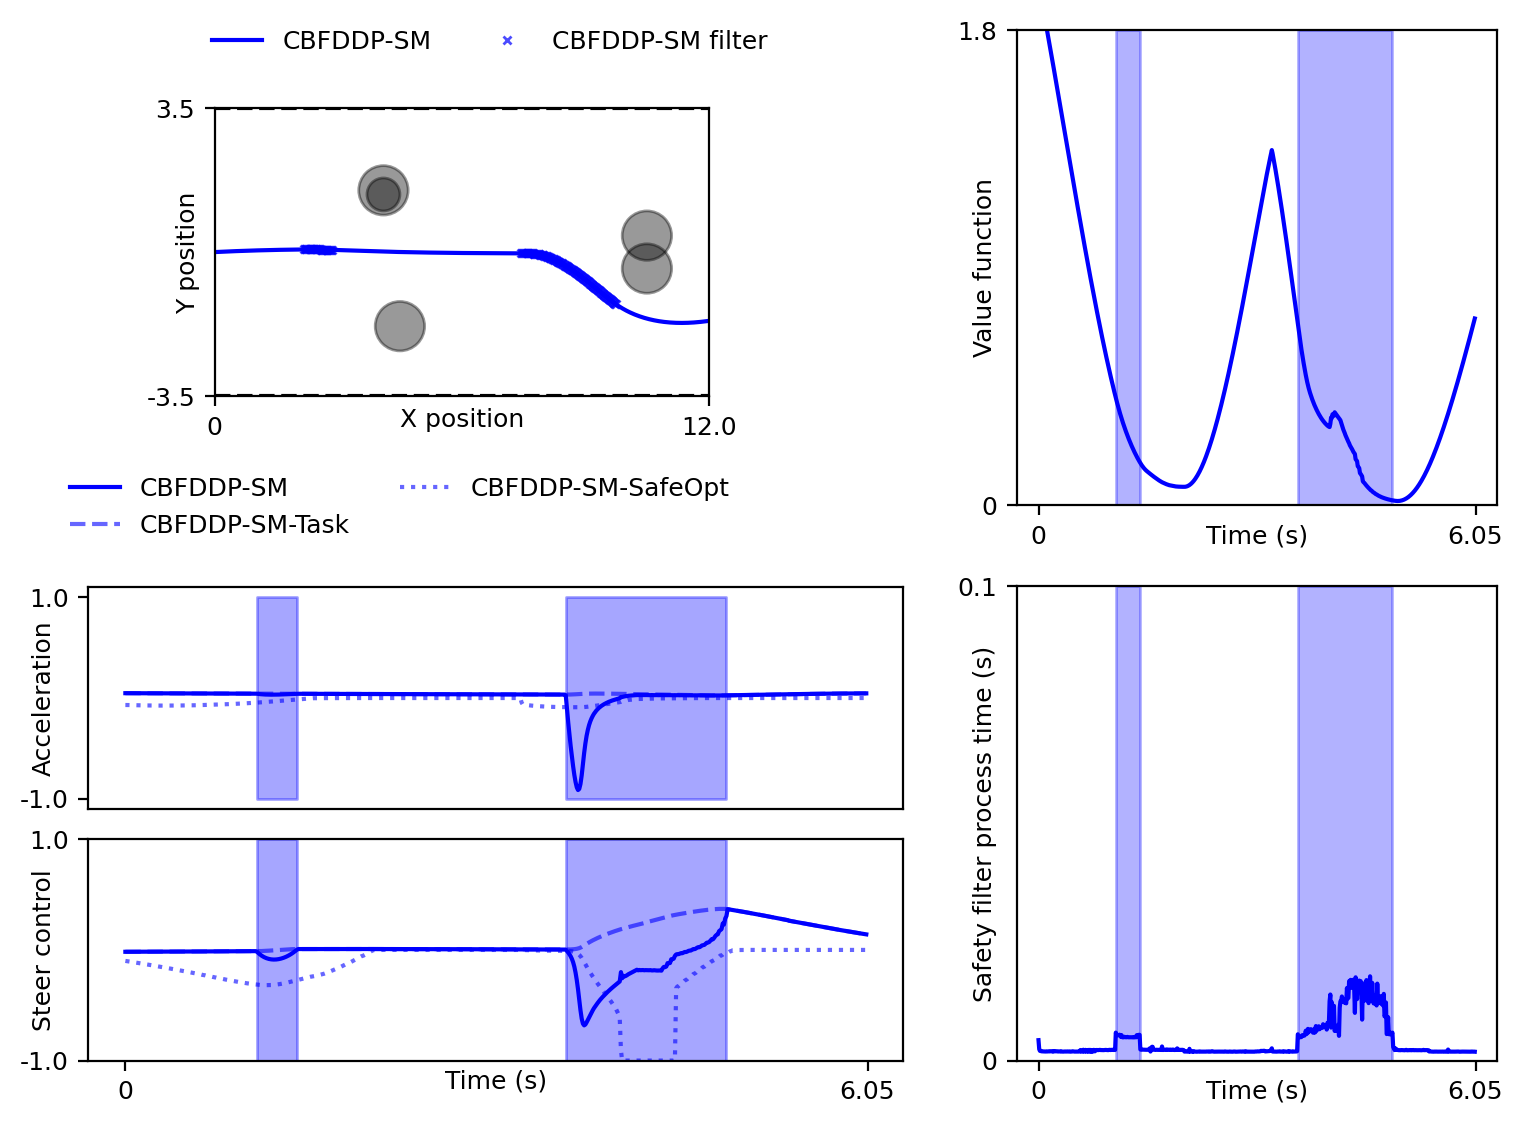 CBFDDP-SM
CBFDDP-SM filter
3.5
Y position
-3.5
0
X position
12.0
1.8
Value function
0
0
Time (s)
6.05
CBFDDP-SM
CBFDDP-SM-SafeOpt
CBFDDP-SM-Task
1.0
Acceleration
-1.0
1.0
Steer control
-1.0
0
Time (s)
6.05
0.1
Safety filter process time (s)
0
0
Time (s)
6.05